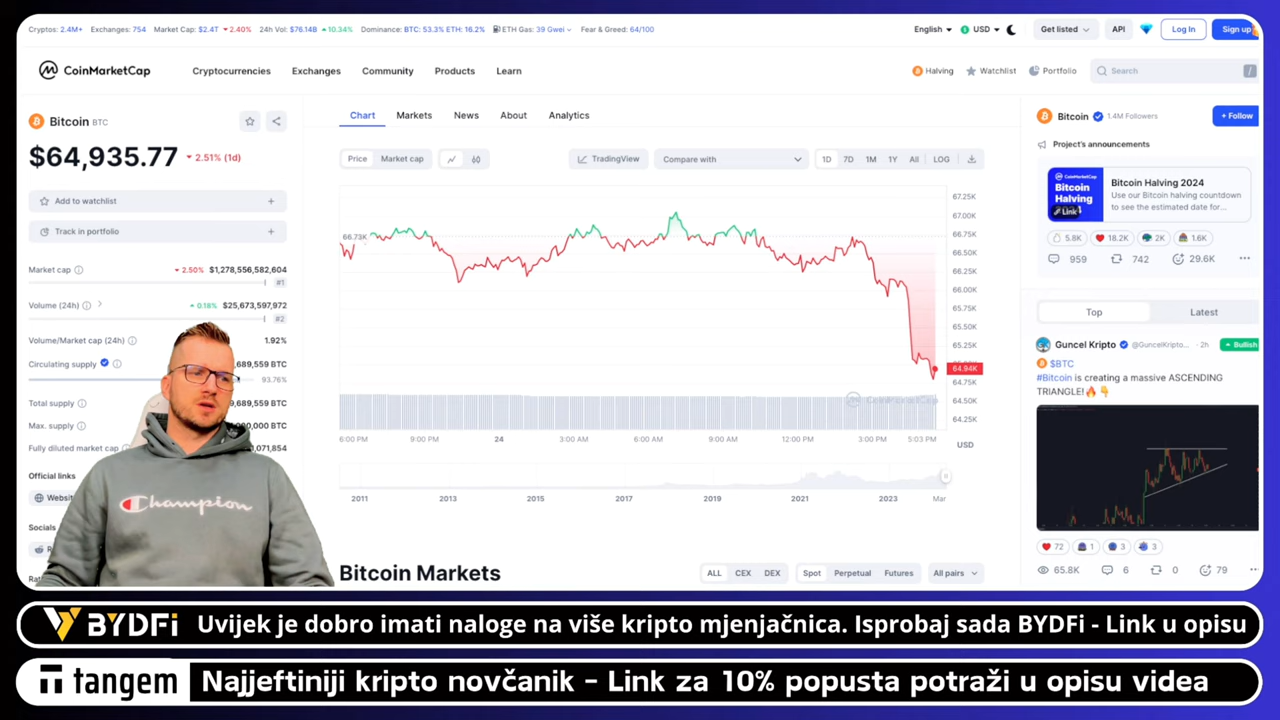 Cryptos: 2.4M+ Exchanges: 754 Market Cap: $2.4T 2.40% 24h Vol: $76.14B 10.34% Dominance: BTC: 53.3% ETH: 16.2% ETH Gas: 39 Gwei Fear & Greed: 64/100
English USD Get listed API Log In Sign up
CoinMarketCap Cryptocurrencies Exchanges Community Products Learn
Halving Watchlist Portfolio Search /
Bitcoin BTC
$64,935.77 2.51% (1d)
Add to watchlist +
Track in portfolio +
Market cap 2.50% $1,278,556,582,604
#1
Volume (24h) 0.18% $25,673,597,972
#2
Volume/Market cap (24h) 1.92%
Circulating supply ,689,559 BTC
93.76%
Total supply 9,689,559 BTC
Max. supply ,000,000 BTC
Fully diluted market cap 071,854
Official links
Websit
Socials
Chart Markets News About Analytics
Price Market cap TradingView Compare with 1D 7D 1M 1Y All LOG
66.73K
67.25K
67.00K
66.75K
66.50K
66.25K
66.00K
65.75K
65.50K
65.25K
64.94K
64.75K
64.50K
64.25K
CoinMarketCap
6:00 PM 9:00 PM 24 3:00 AM 6:00 AM 9:00 AM 12:00 PM 3:00 PM 5:03 PM USD
2011 2013 2015 2017 2019 2021 2023 Mar
Bitcoin Markets ALL CEX DEX Spot Perpetual Futures All pairs
Bitcoin 1.4M Followers + Follow
Project's announcements
CoinMarketCap
Bitcoin
Halving
Link
Bitcoin Halving 2024
Use our Bitcoin halving countdown
to see the estimated date for...
5.8K 18.2K 2K 1.6K
959 742 29.6K
Top Latest
Guncel Kripto @GuncelKripto... · 2h Bullish
$BTC
#Bitcoin is creating a massive ASCENDING
TRIANGLE!
72 1 3 3
65.8K 6 0 79
Champion
BYDFi Uvijek je dobro imati naloge na više kripto mjenjačnica. Isprobaj sada BYDFi - Link u opisu
tangem Najjeftiniji kripto novčanik - Link za 10% popusta potraži u opisu videa